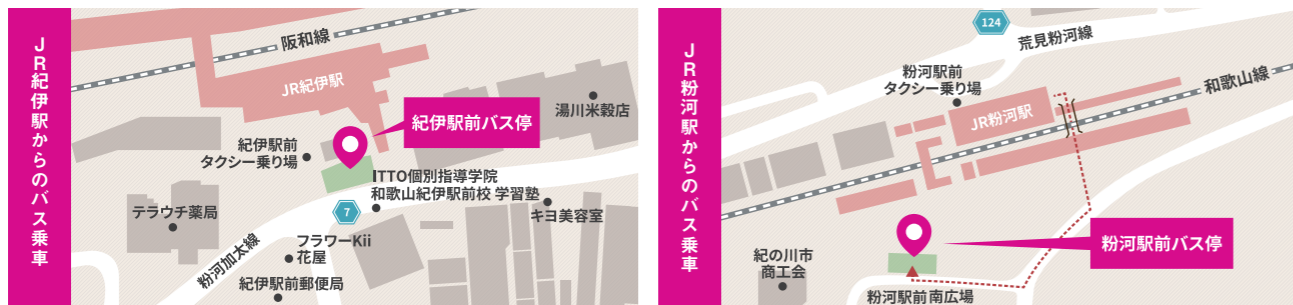 JR紀伊駅からのバス乗車
阪和線
JR紀伊駅
湯川米穀店
紀伊駅前バス停
紀伊駅前
タクシー乗り場
ITTO個別指導学院
和歌山紀伊駅前校 学習塾
テラウチ薬局
7
キヨ美容室
粉河加太線
フラワーKii
花屋
紀伊駅前郵便局
JR粉河駅からのバス乗車
124
荒見粉河線
粉河駅前
タクシー乗り場
和歌山線
JR粉河駅
粉河駅前バス停
紀の川市
商工会
粉河駅前南広場